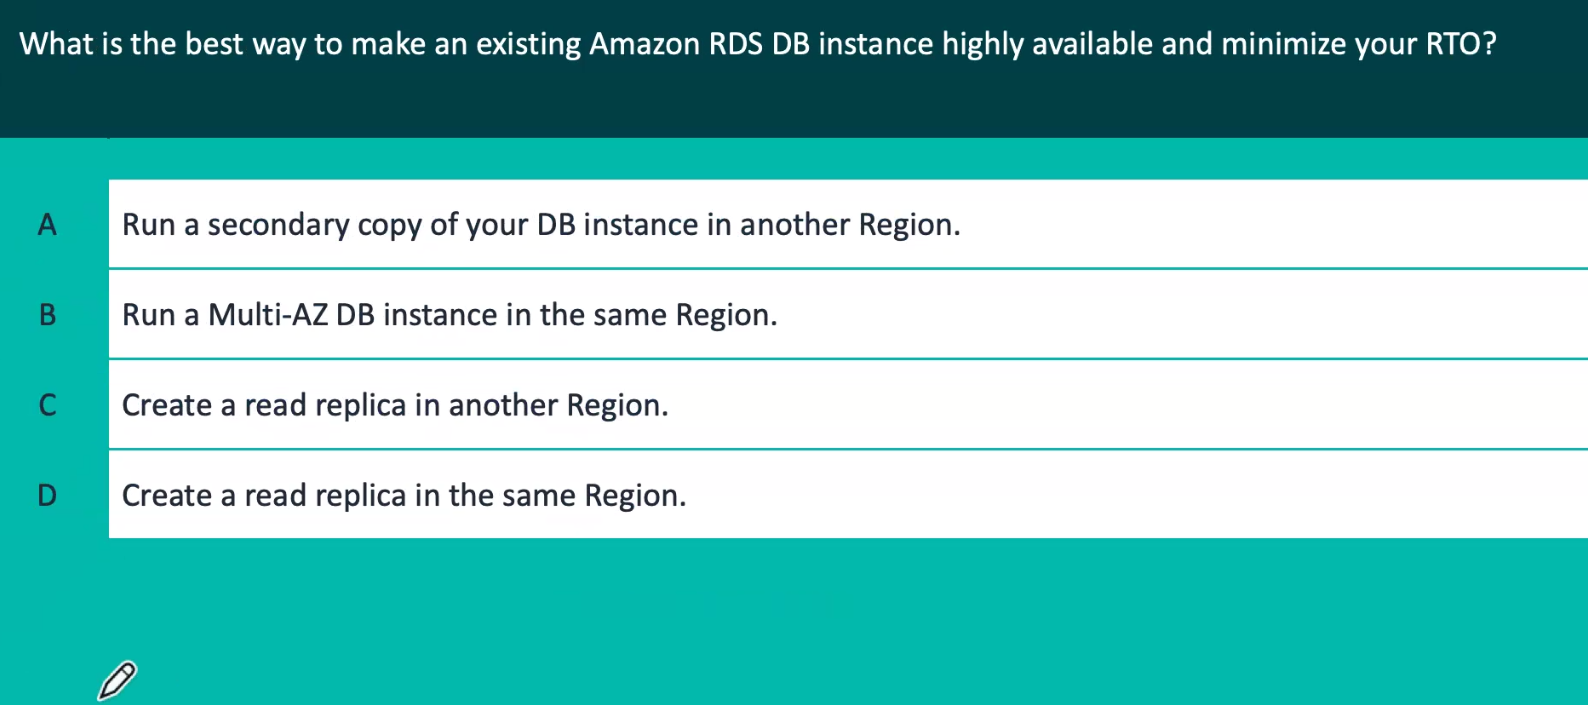 What is the best way to make an existing Amazon RDS DB instance highly available and minimize your RTO?
A Run a secondary copy of your DB instance in another Region.
B Run a Multi-AZ DB instance in the same Region.
C Create a read replica in another Region.
D Create a read replica in the same Region.